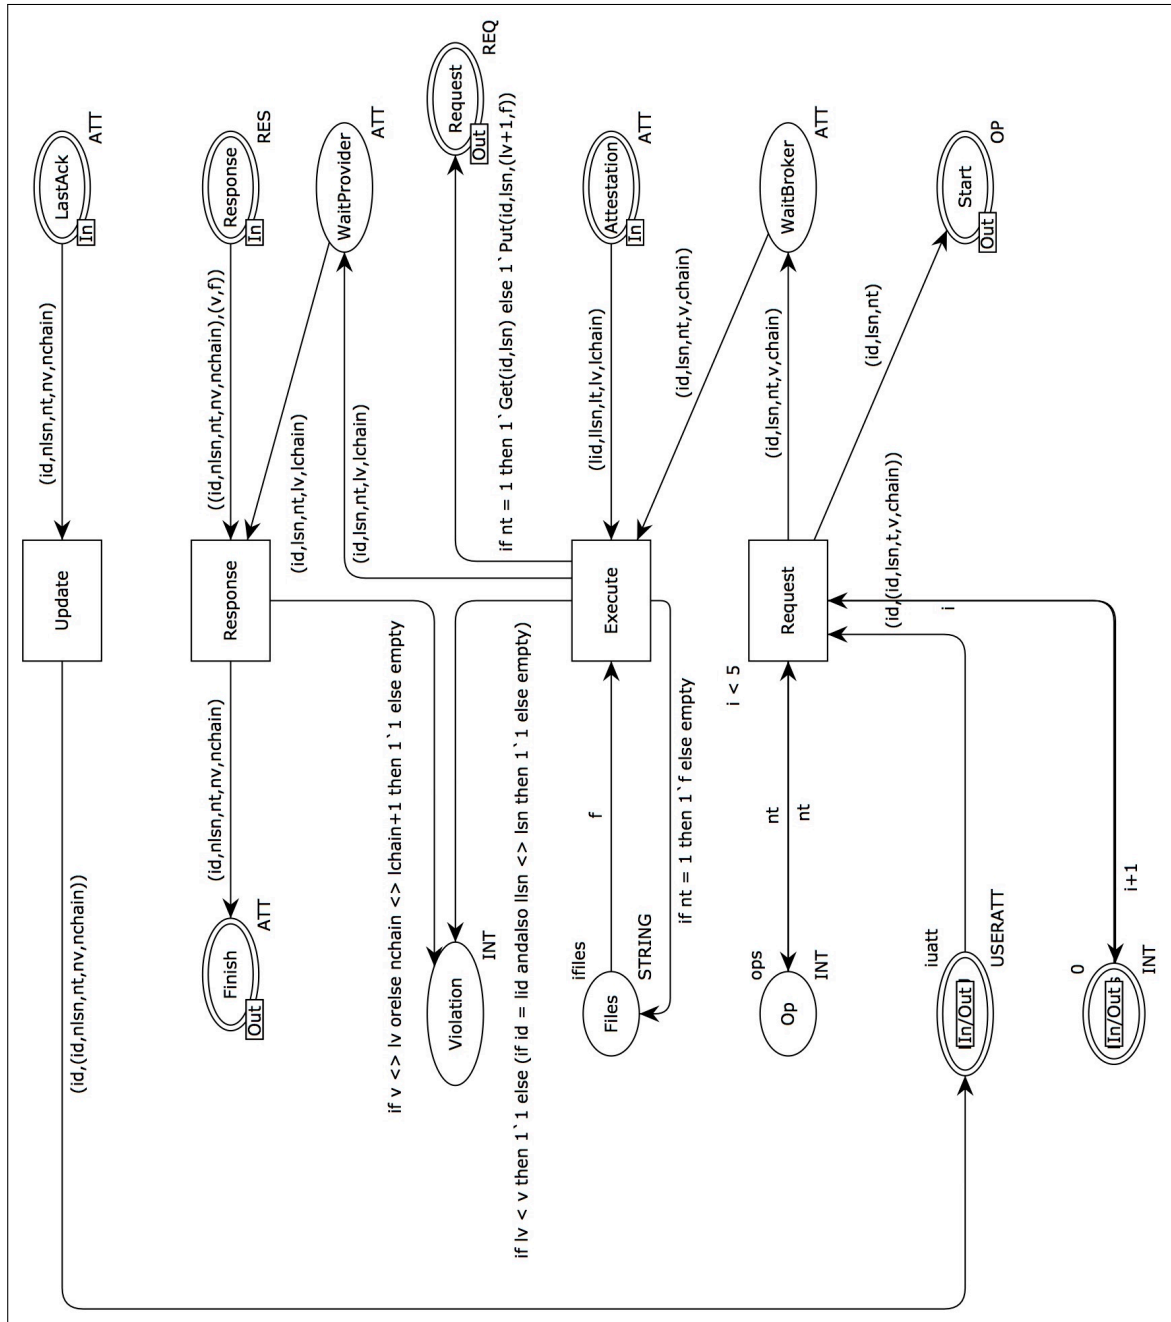 (id,nlsn,nt,nv,nchain)
Update
LastAck
(id,(id,nlsn,nt,nv,nchain))
In
ATT
(id,nlsn,nt,nv,nchain)
((id,nlsn,nt,nv,nchain),(v,f))
Finish
Response
Response
Out
In
ATT
RES
(id,lsn,nt,lv,lchain)
WaitProvider
(id,lsn,nt,lv,lchain)
ATT
if v <> lv orelse nchain <> lchain+1 then 1`1 else empty
Violation
Request
Out
INT
REQ
if nt = 1 then 1`Get(id,lsn) else 1`Put(id,lsn,(lv+1,f))
if lv < v then 1`1 else (if id = lid andalso llsn <> lsn then 1`1 else empty)
ifiles
f
(lid,llsn,lt,lv,lchain)
Files
Execute
Attestation
In
STRING
ATT
if nt = 1 then 1`f else empty
(id,lsn,nt,v,chain)
i < 5
ops
nt
(id,lsn,nt,v,chain)
Op
Request
WaitBroker
nt
INT
ATT
(id,lsn,nt)
(id,(id,lsn,t,v,chain))
iuatt
i
In/Out
Start
Out
USERATT
OP
0
In/Out
i+1
INT